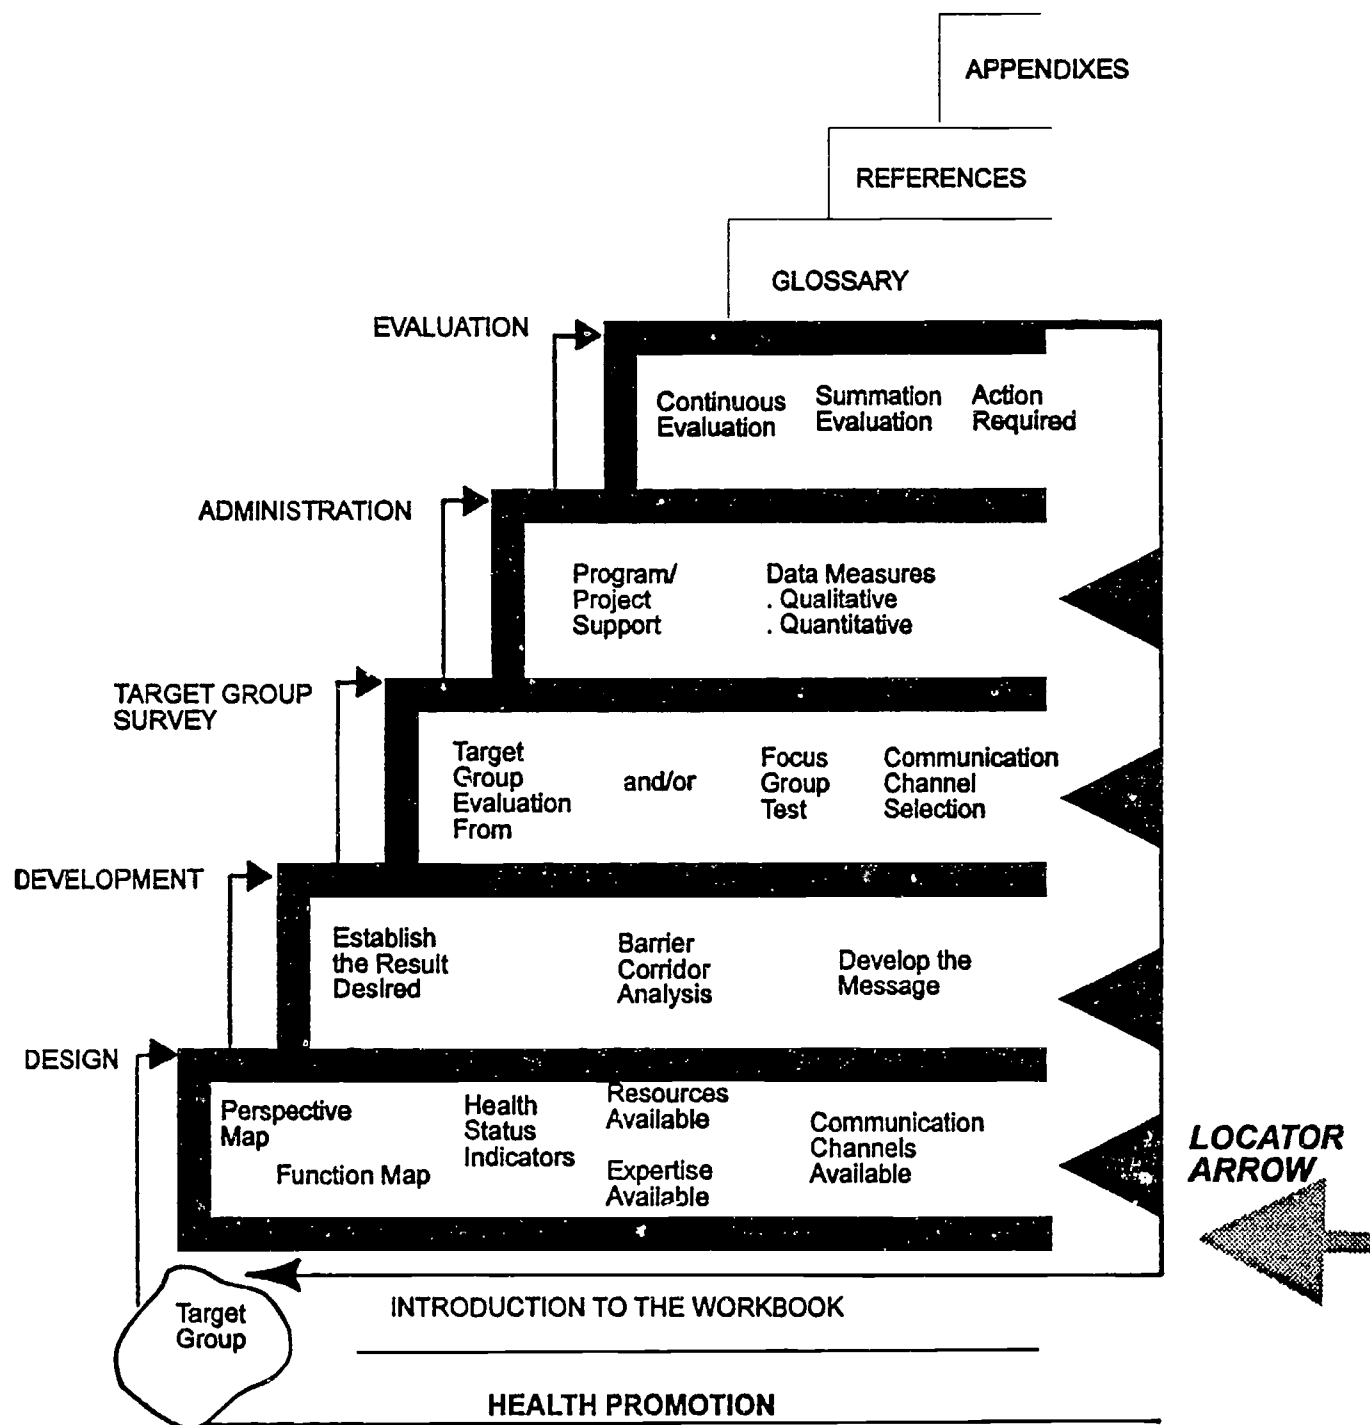 APPENDIXES
REFERENCES
GLOSSARY
EVALUATION
Continuous
Evaluation
Summation
Evaluation
Action
Required
ADMINISTRATION
Program/
Project
Support
Data Measures
. Qualitative
. Quantitative
TARGET GROUP
SURVEY
Target
Group
Evaluation
From
and/or
Focus
Group
Test
Communication
Channel
Selection
DEVELOPMENT
Establish
the Result
Desired
Barrier
Corridor
Analysis
Develop the
Message
DESIGN
Perspective
Map
Function Map
Health
Status
Indicators
Resources
Available
Expertise
Available
Communication
Channels
Available
LOCATOR
ARROW
Target
Group
INTRODUCTION TO THE WORKBOOK
HEALTH PROMOTION